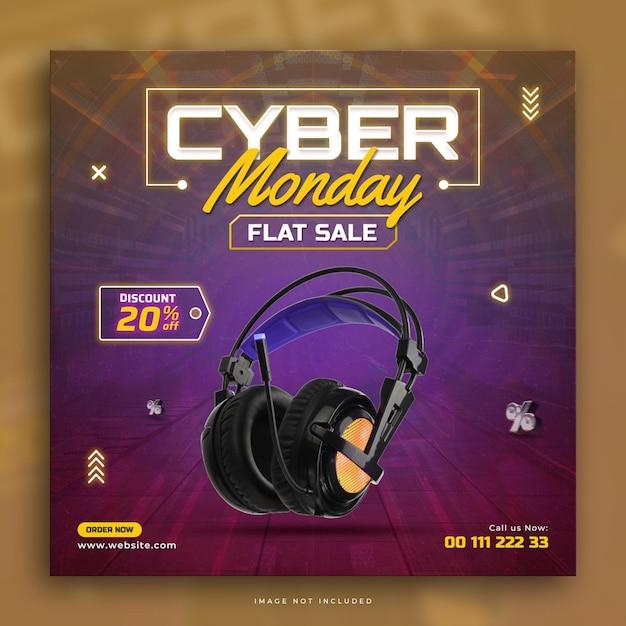 CYBER
Monday
FLAT SALE
DISCOUNT
20% off
%
%
ORDER NOW
www.website.com
Call us Now:
00 111 222 33
IMAGE NOT INCLUDED